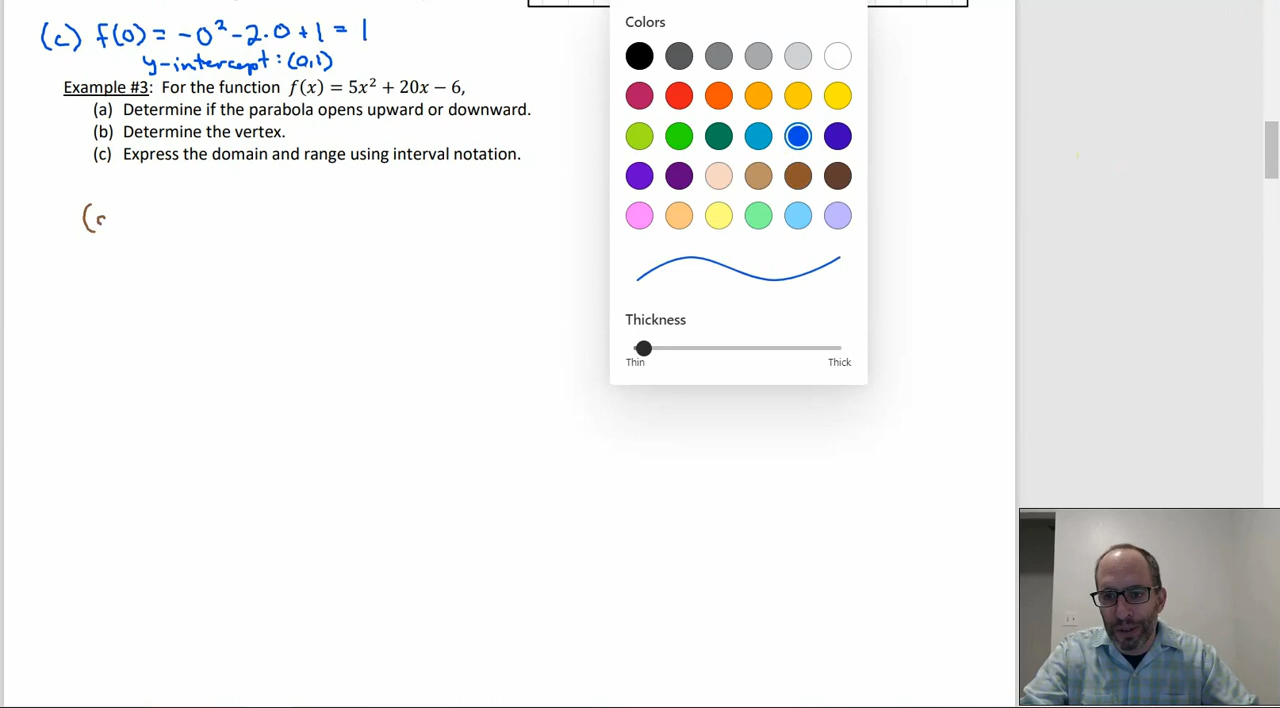 (c) f(0) = -0² - 2·0 + 1 = 1
y-intercept: (0,1)
Example #3: For the function f(x) = 5x² + 20x − 6,
(a) Determine if the parabola opens upward or downward.
(b) Determine the vertex.
(c) Express the domain and range using interval notation.
(
Colors
Thickness
Thin Thick